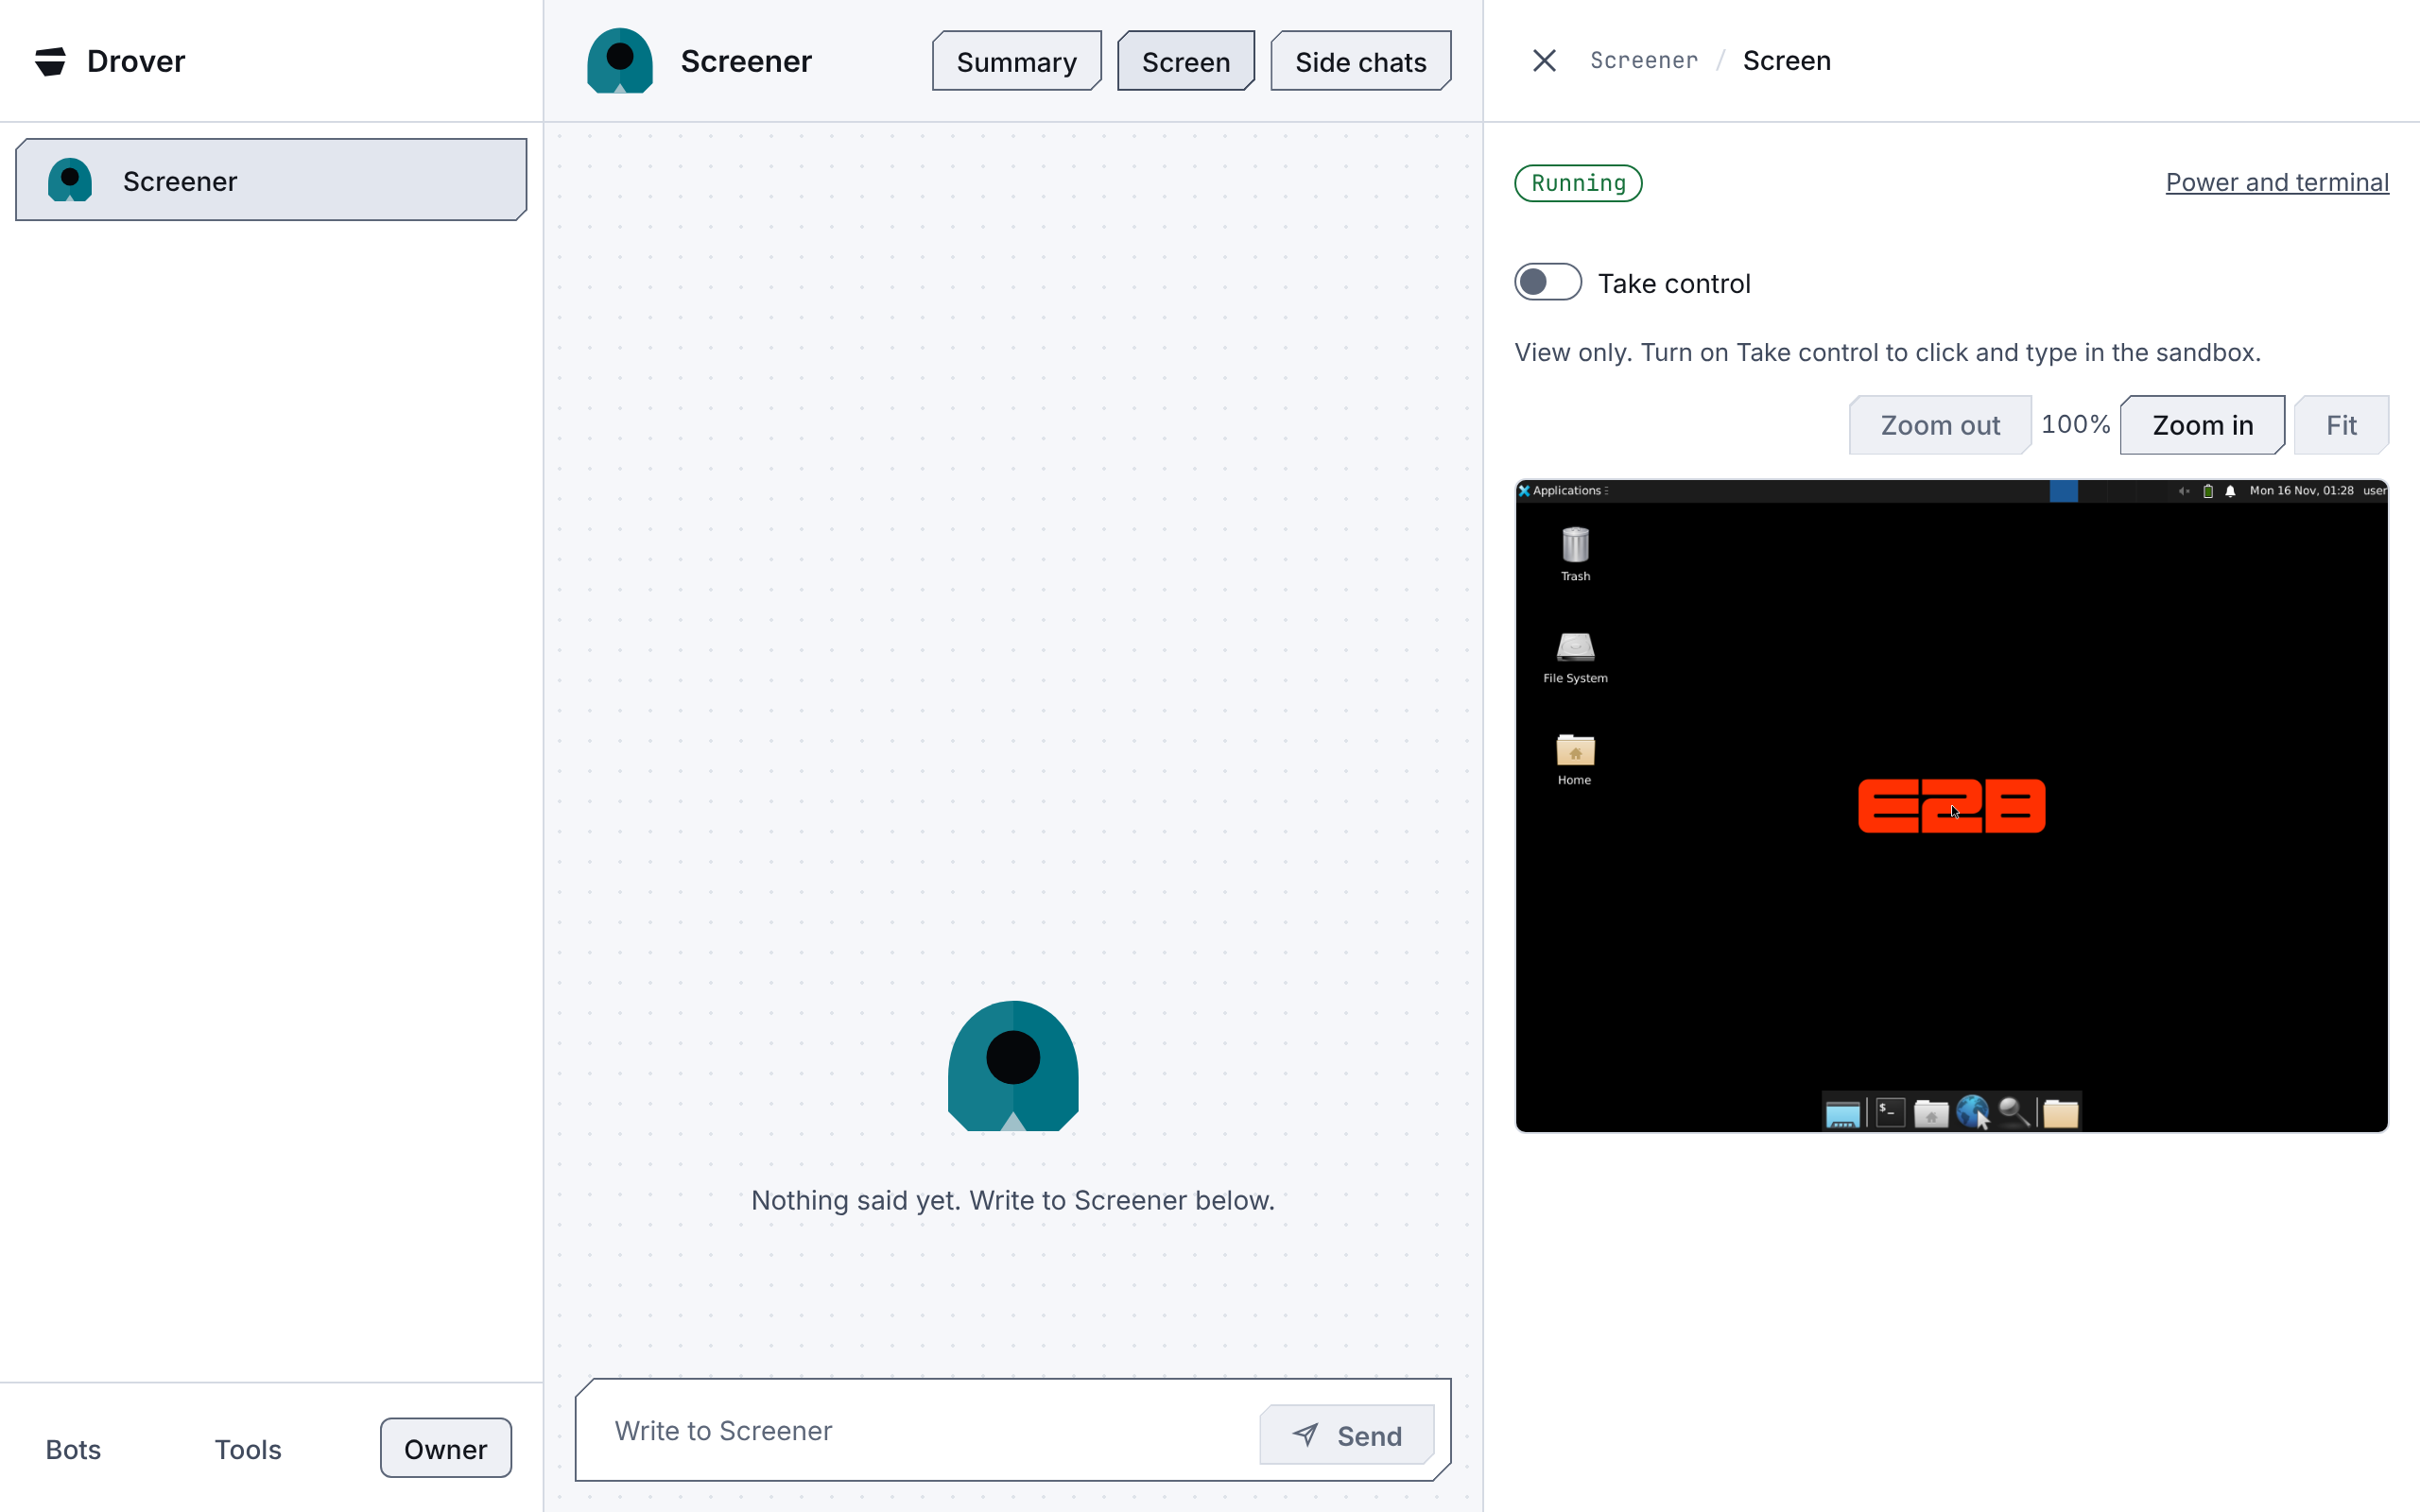 Drover
Screener
Bots
Tools
Owner
Screener
Summary
Screen
Side chats
Nothing said yet. Write to Screener below.
Write to Screener
Send
Screener / Screen
Running
Power and terminal
Take control
View only. Turn on Take control to click and type in the sandbox.
Zoom out
100%
Zoom in
Fit
Applications
Mon 16 Nov, 01:28
user
Trash
File System
Home
E2B
$_